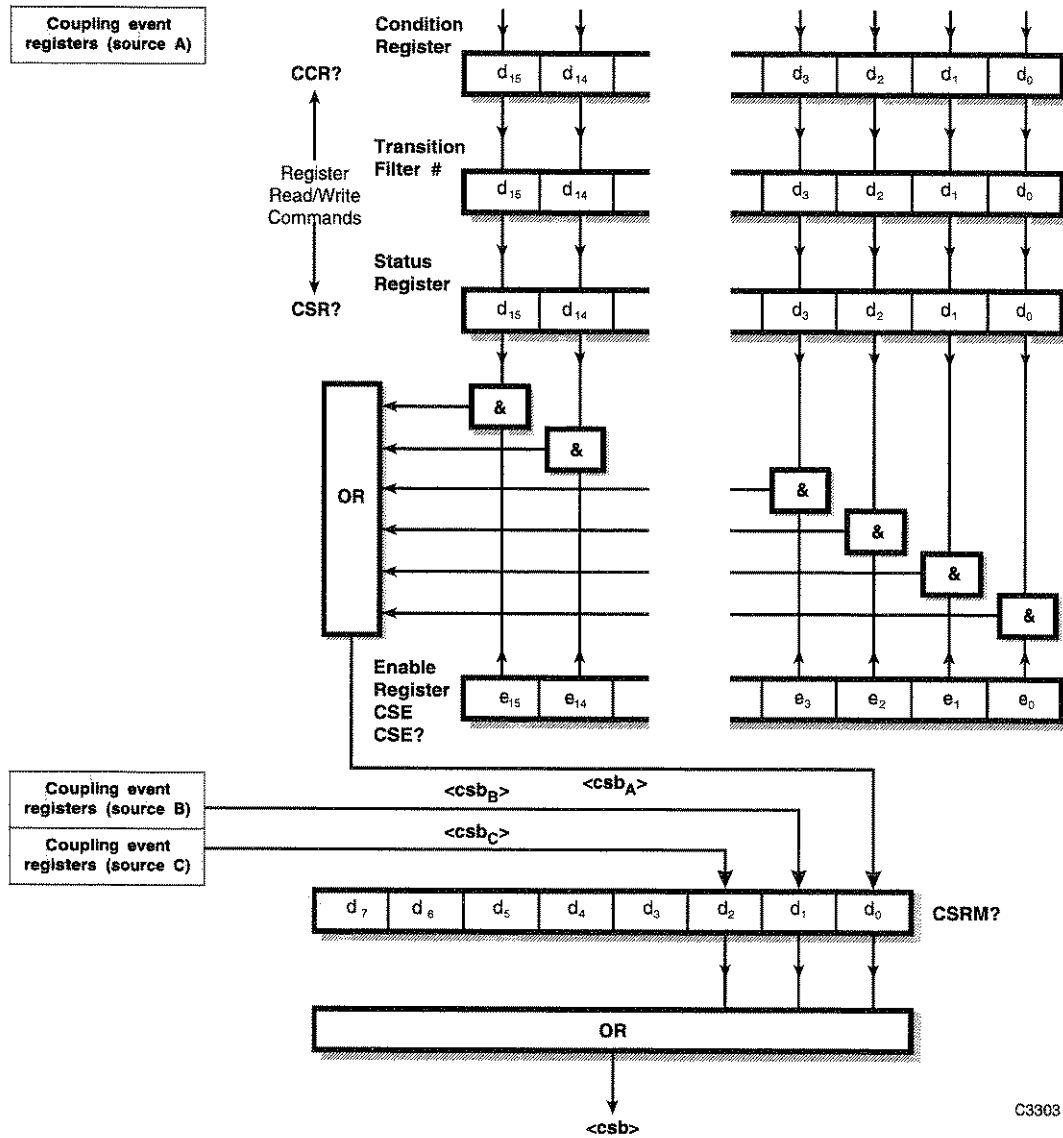 Coupling event
registers (source A)
Condition
Register
CCR?
d15 d14 d3 d2 d1 d0
Transition
Filter #
Register
Read/Write
Commands
d15 d14 d3 d2 d1 d0
Status
Register
CSR?
d15 d14 d3 d2 d1 d0
&
&
OR
&
&
&
&
Enable
Register
CSE
CSE?
e15 e14 e3 e2 e1 e0
<csbA>
Coupling event
registers (source B)
<csbB>
Coupling event
registers (source C)
<csbC>
d7 d6 d5 d4 d3 d2 d1 d0
CSRM?
OR
<csb>
C3303